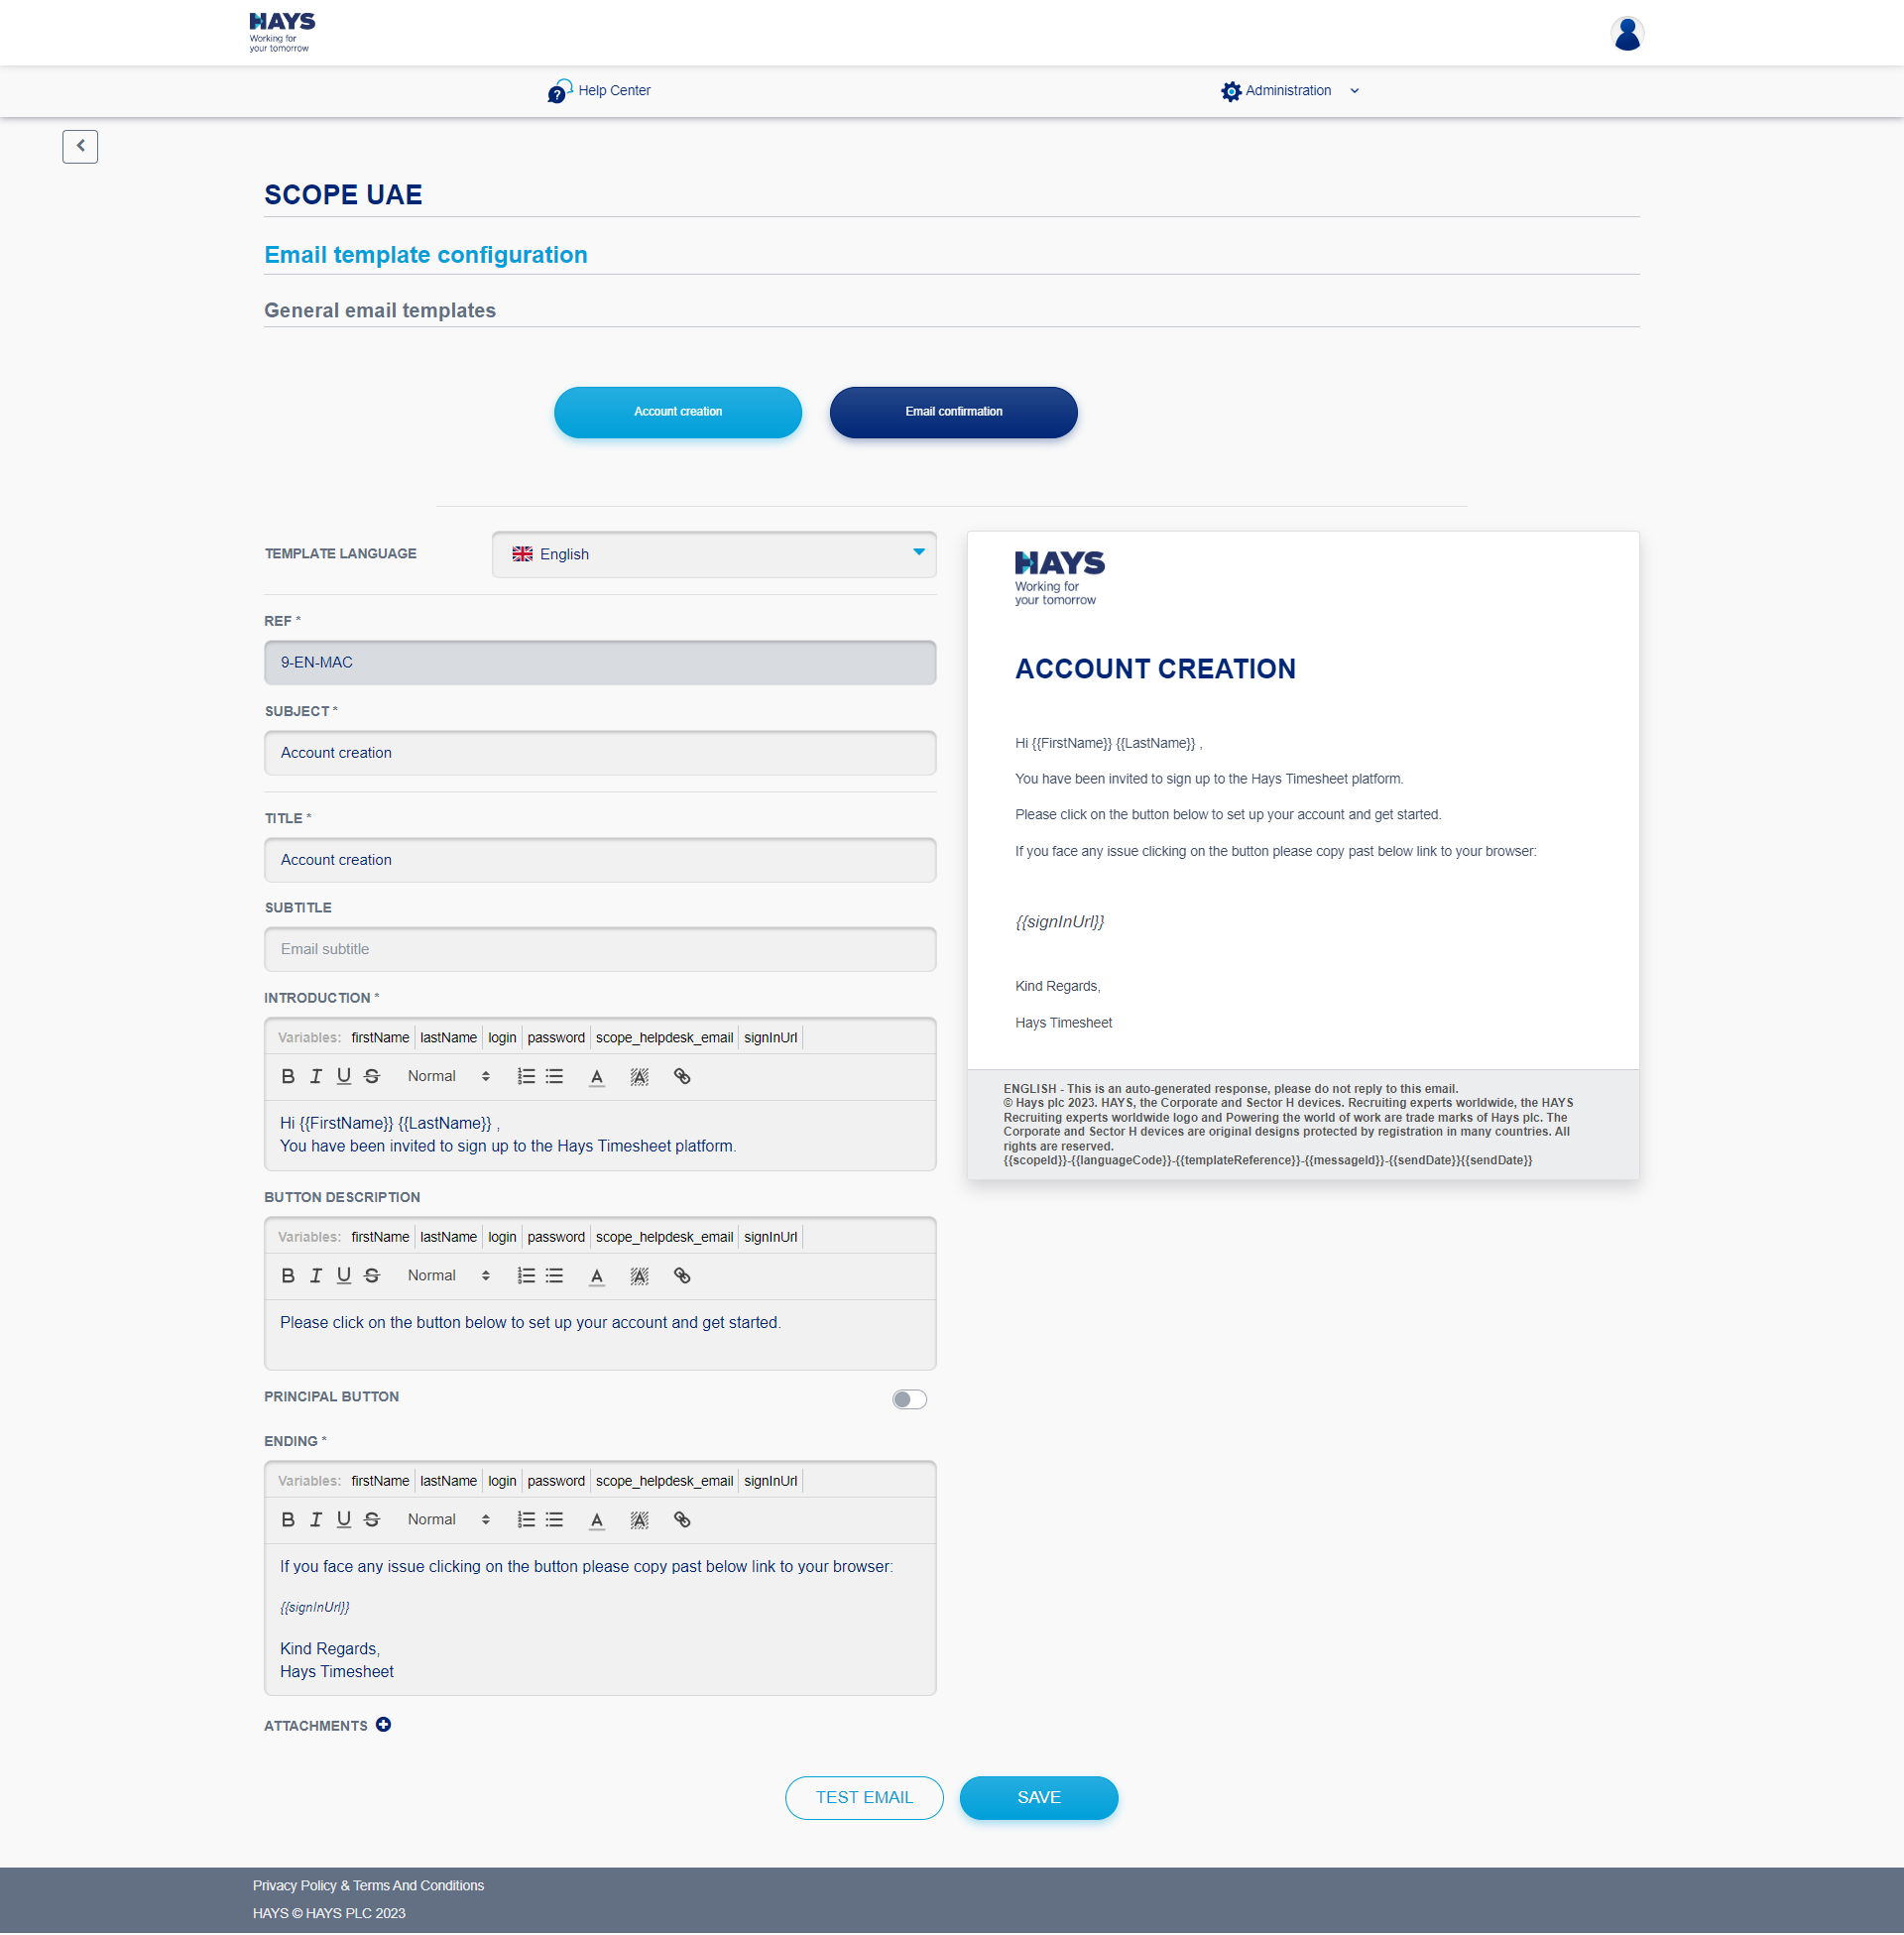 HAYS
Working for
your tomorrow
Help Center
Administration
SCOPE UAE
Email template configuration
General email templates
Account creation
Email confirmation
TEMPLATE LANGUAGE
English
REF *
9-EN-MAC
SUBJECT *
Account creation
TITLE *
Account creation
SUBTITLE
Email subtitle
INTRODUCTION *
Variables: firstName lastName login password scope_helpdesk_email signInUrl
B I U S Normal A A
Hi {{FirstName}} {{LastName}} ,
You have been invited to sign up to the Hays Timesheet platform.
BUTTON DESCRIPTION
Variables: firstName lastName login password scope_helpdesk_email signInUrl
B I U S Normal A A
Please click on the button below to set up your account and get started.
PRINCIPAL BUTTON
ENDING *
Variables: firstName lastName login password scope_helpdesk_email signInUrl
B I U S Normal A A
If you face any issue clicking on the button please copy past below link to your browser:
{{signInUrl}}
Kind Regards,
Hays Timesheet
ATTACHMENTS
HAYS
Working for
your tomorrow
ACCOUNT CREATION
Hi {{FirstName}} {{LastName}} ,
You have been invited to sign up to the Hays Timesheet platform.
Please click on the button below to set up your account and get started.
If you face any issue clicking on the button please copy past below link to your browser:
{{signInUrl}}
Kind Regards,
Hays Timesheet
ENGLISH - This is an auto-generated response, please do not reply to this email.
© Hays plc 2023. HAYS, the Corporate and Sector H devices. Recruiting experts worldwide, the HAYS
Recruiting experts worldwide logo and Powering the world of work are trade marks of Hays plc. The
Corporate and Sector H devices are original designs protected by registration in many countries. All
rights are reserved.
{{scopeId}}-{{languageCode}}-{{templateReference}}-{{messageId}}-{{sendDate}}{{sendDate}}
TEST EMAIL
SAVE
Privacy Policy & Terms And Conditions
HAYS © HAYS PLC 2023